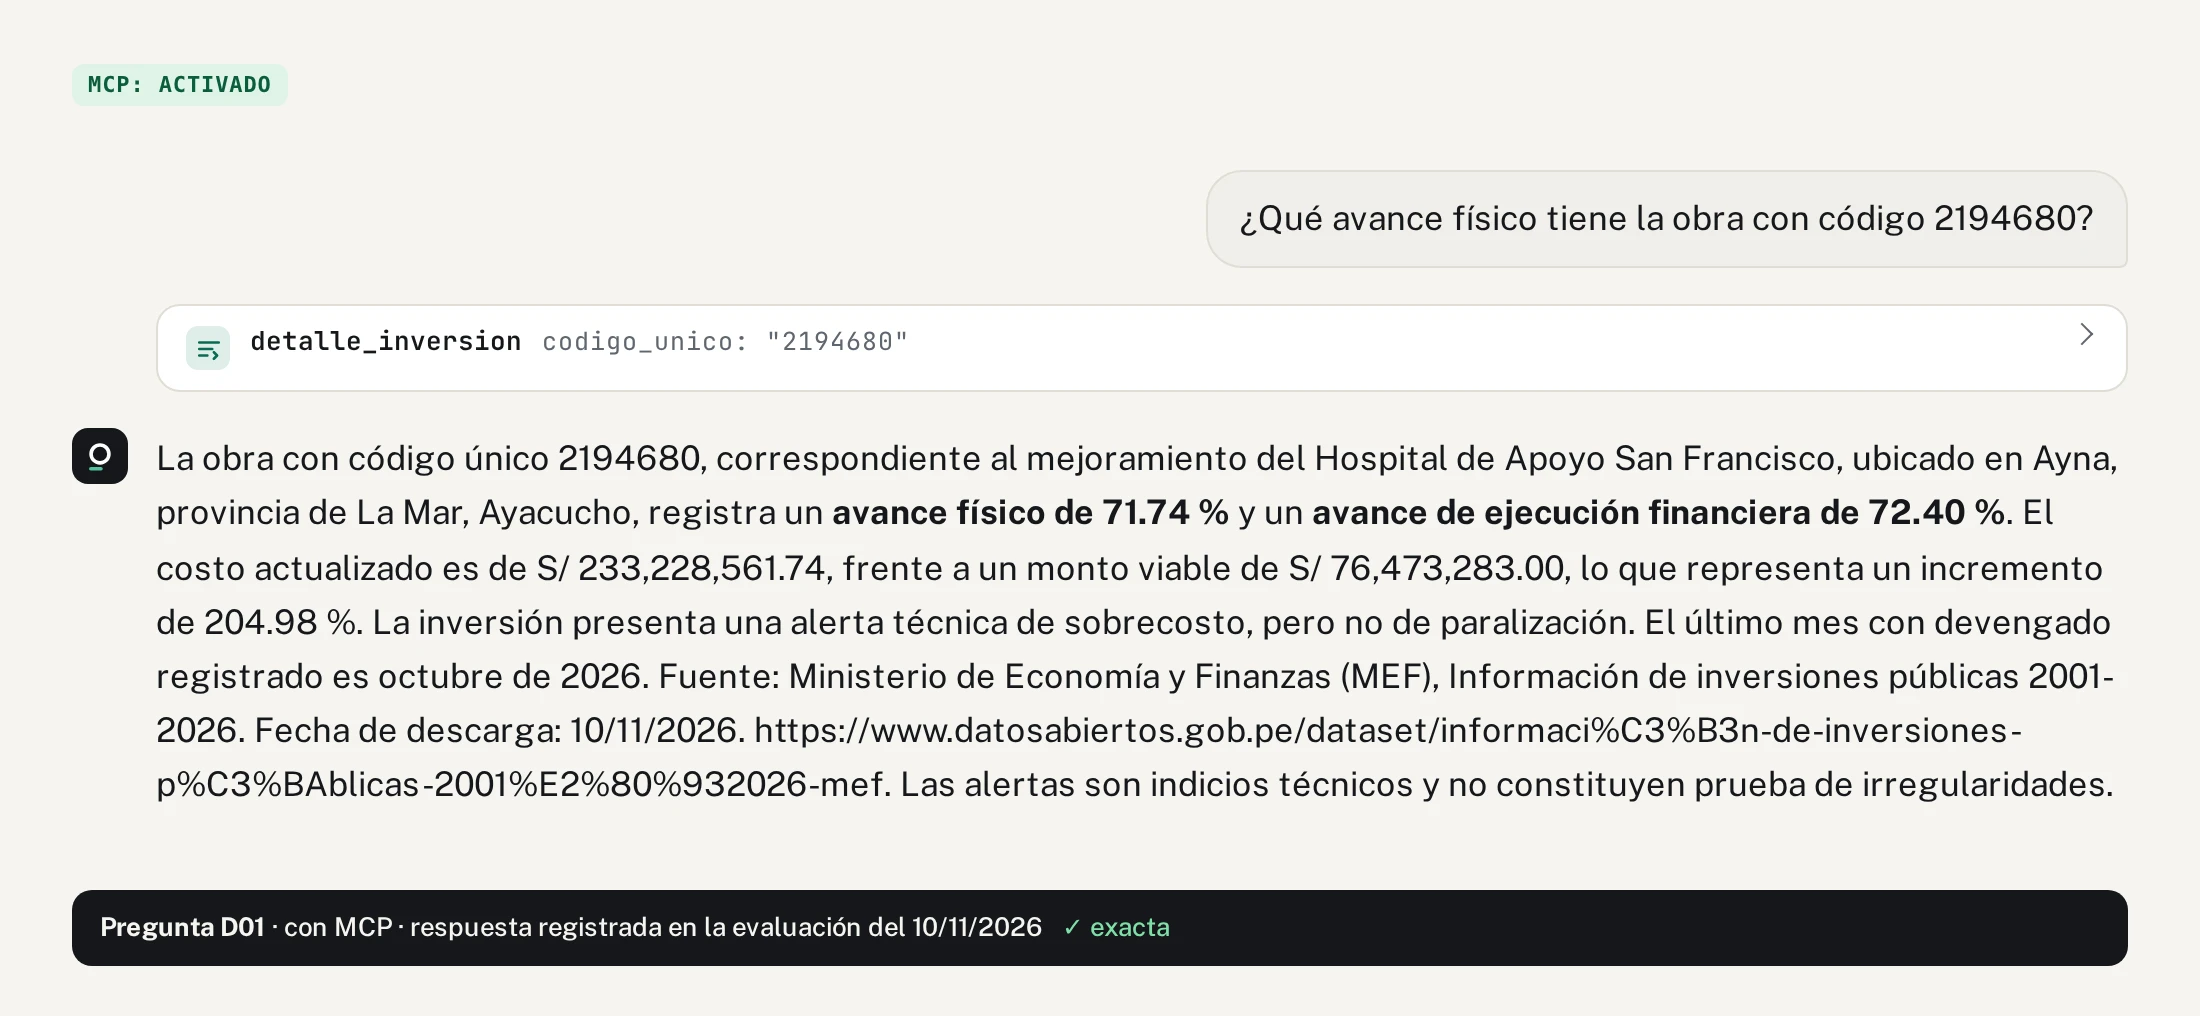 MCP: ACTIVADO
¿Qué avance físico tiene la obra con código 2194680?
detalle_inversion codigo_unico: "2194680"
La obra con código único 2194680, correspondiente al mejoramiento del Hospital de Apoyo San Francisco, ubicado en Ayna,
provincia de La Mar, Ayacucho, registra un avance físico de 71.74 % y un avance de ejecución financiera de 72.40 %. El
costo actualizado es de S/ 233,228,561.74, frente a un monto viable de S/ 76,473,283.00, lo que representa un incremento
de 204.98 %. La inversión presenta una alerta técnica de sobrecosto, pero no de paralización. El último mes con devengado
registrado es octubre de 2026. Fuente: Ministerio de Economía y Finanzas (MEF), Información de inversiones públicas 2001-
2026. Fecha de descarga: 10/11/2026. https://www.datosabiertos.gob.pe/dataset/informaci%C3%B3n-de-inversiones-
p%C3%BAblicas-2001%E2%80%932026-mef. Las alertas son indicios técnicos y no constituyen prueba de irregularidades.
Pregunta D01 · con MCP · respuesta registrada en la evaluación del 10/11/2026 ✓ exacta